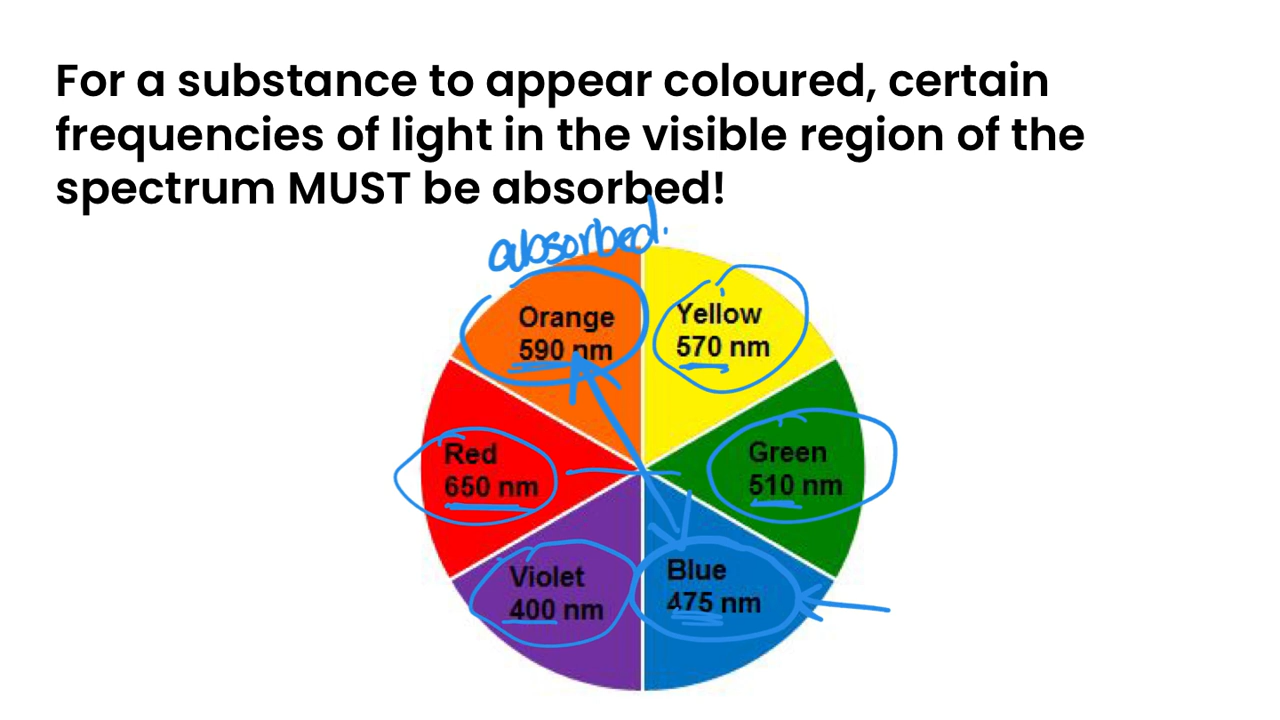 For a substance to appear coloured, certain
frequencies of light in the visible region of the
spectrum MUST be absorbed!
absorbed.
Orange
590 nm
Yellow
570 nm
Red
650 nm
Green
510 nm
Violet
400 nm
Blue
475 nm